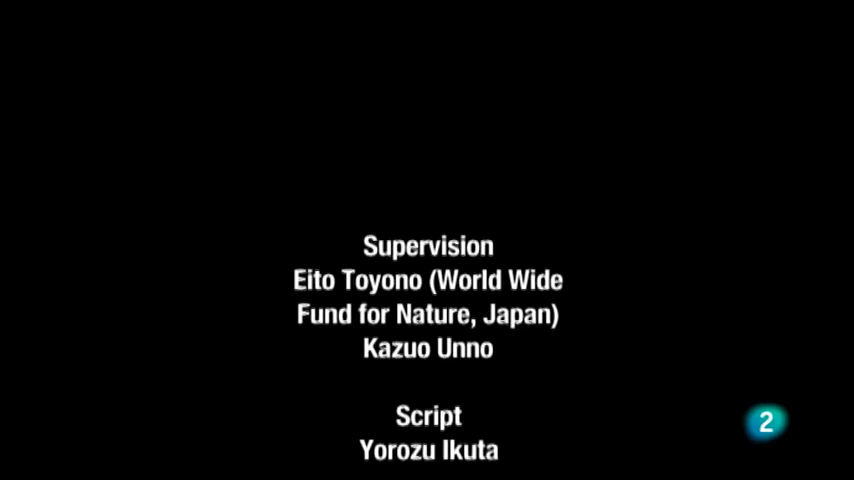 Supervision
Eito Toyono (World Wide
Fund for Nature, Japan)
Kazuo Unno
Script
Yorozu Ikuta
2